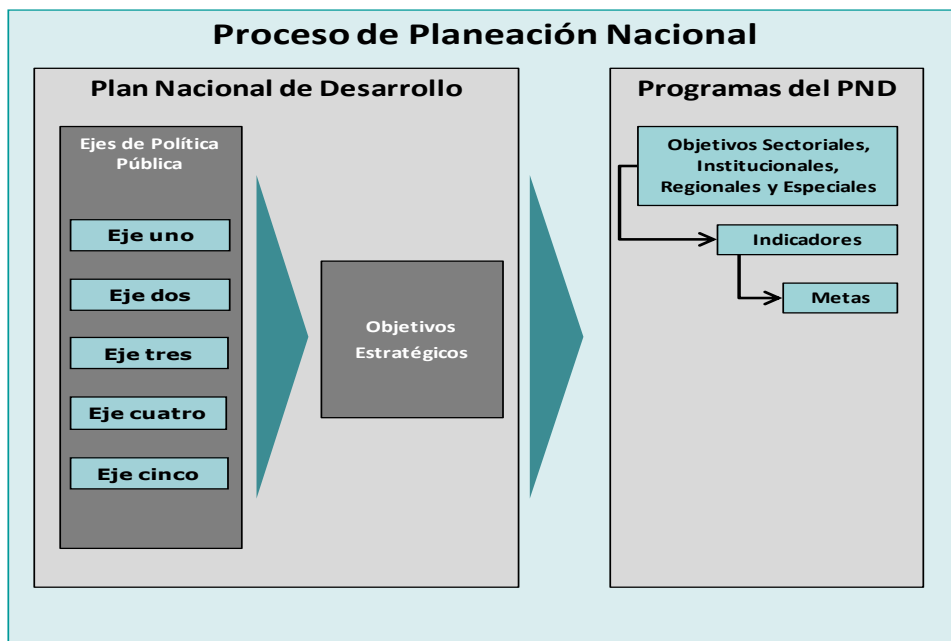 Proceso de Planeación Nacional
Plan Nacional de Desarrollo
Ejes de Política
Pública
Eje uno
Eje dos
Eje tres
Eje cuatro
Eje cinco
Objetivos
Estratégicos
Programas del PND
Objetivos Sectoriales,
Institucionales,
Regionales y Especiales
Indicadores
Metas